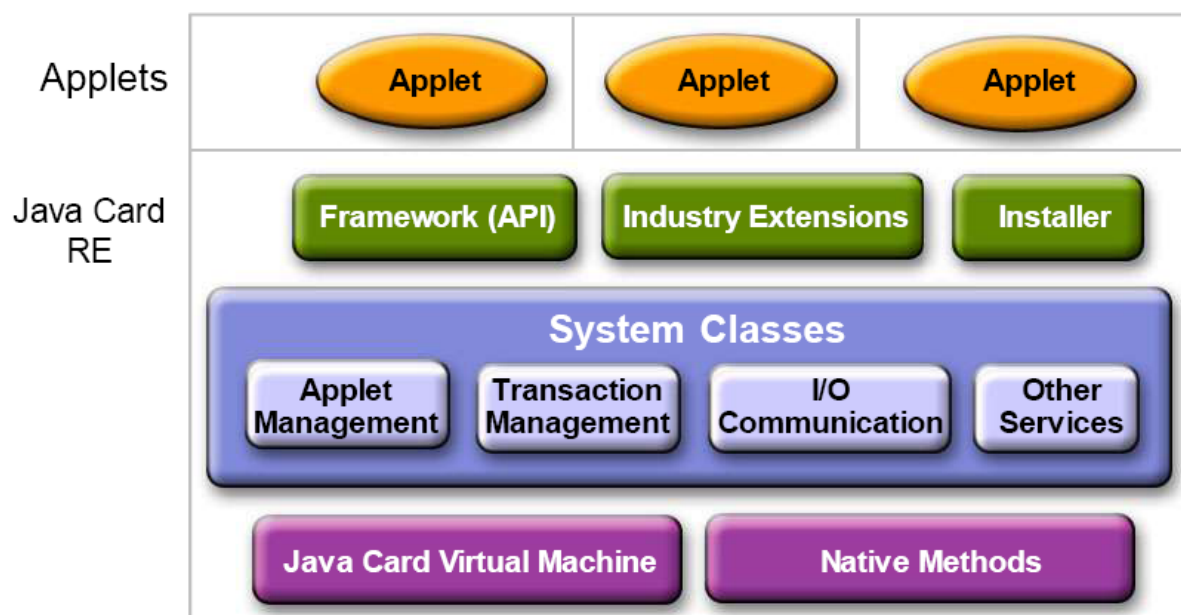 Applets
Applet
Applet
Applet
Java Card
RE
Framework (API)
Industry Extensions
Installer
System Classes
Applet
Management
Transaction
Management
I/O
Communication
Other
Services
Java Card Virtual Machine
Native Methods